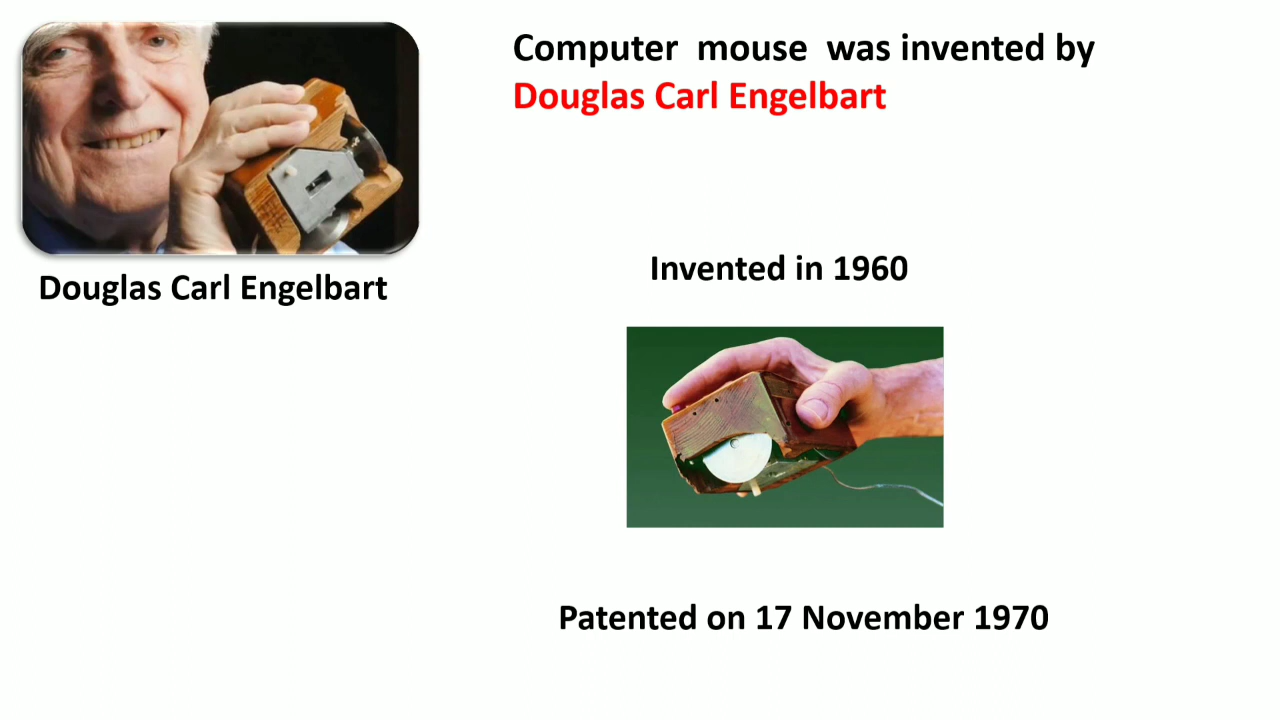 Computer mouse was invented by
Douglas Carl Engelbart
Douglas Carl Engelbart
Invented in 1960
Patented on 17 November 1970